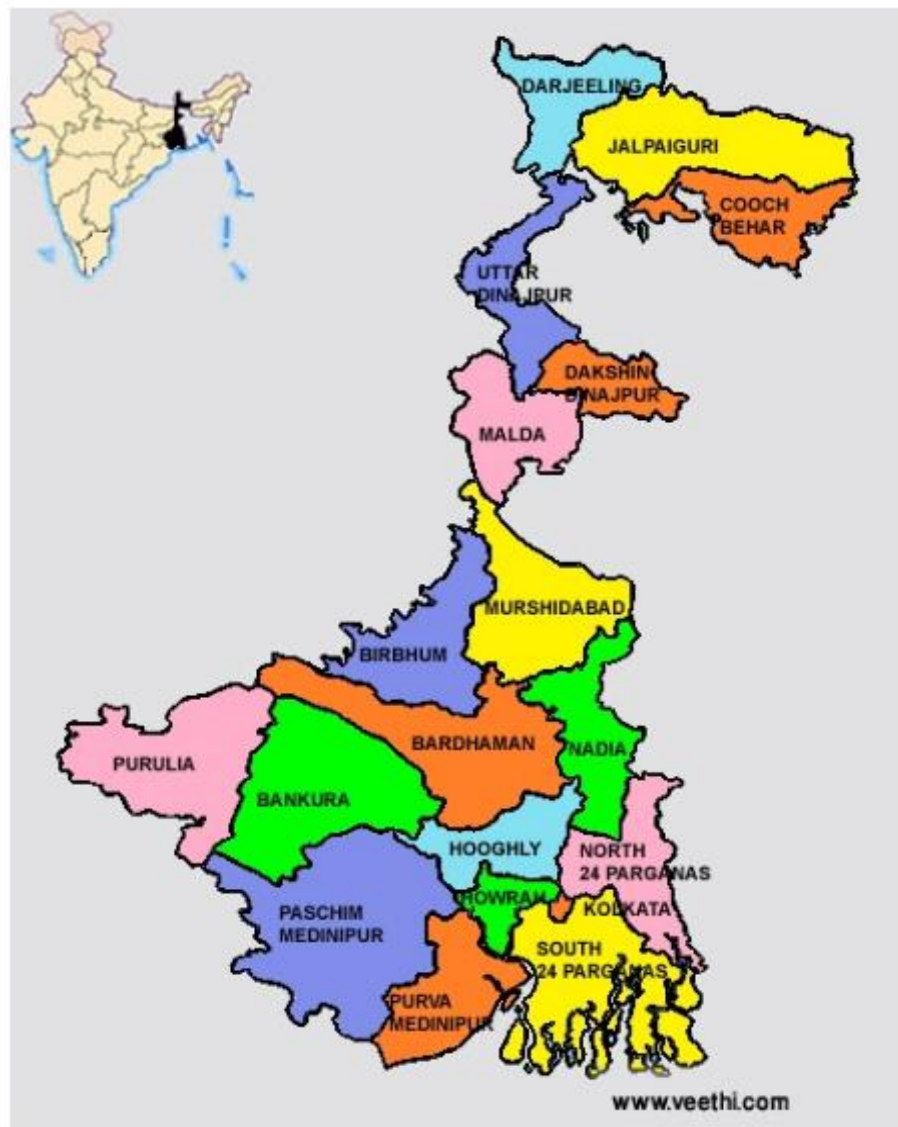 DARJEELING
JALPAIGURI
COOCH
BEHAR
UTTAR
DINAJPUR
DAKSHIN
DINAJPUR
MALDA
MURSHIDABAD
BIRBHUM
BARDHAMAN
NADIA
PURULIA
BANKURA
HOOGHLY
NORTH
24 PARGANAS
HOWRAH
KOLKATA
PASCHIM
MEDINIPUR
SOUTH
24 PARGANAS
PURVA
MEDINIPUR
www.veethi.com